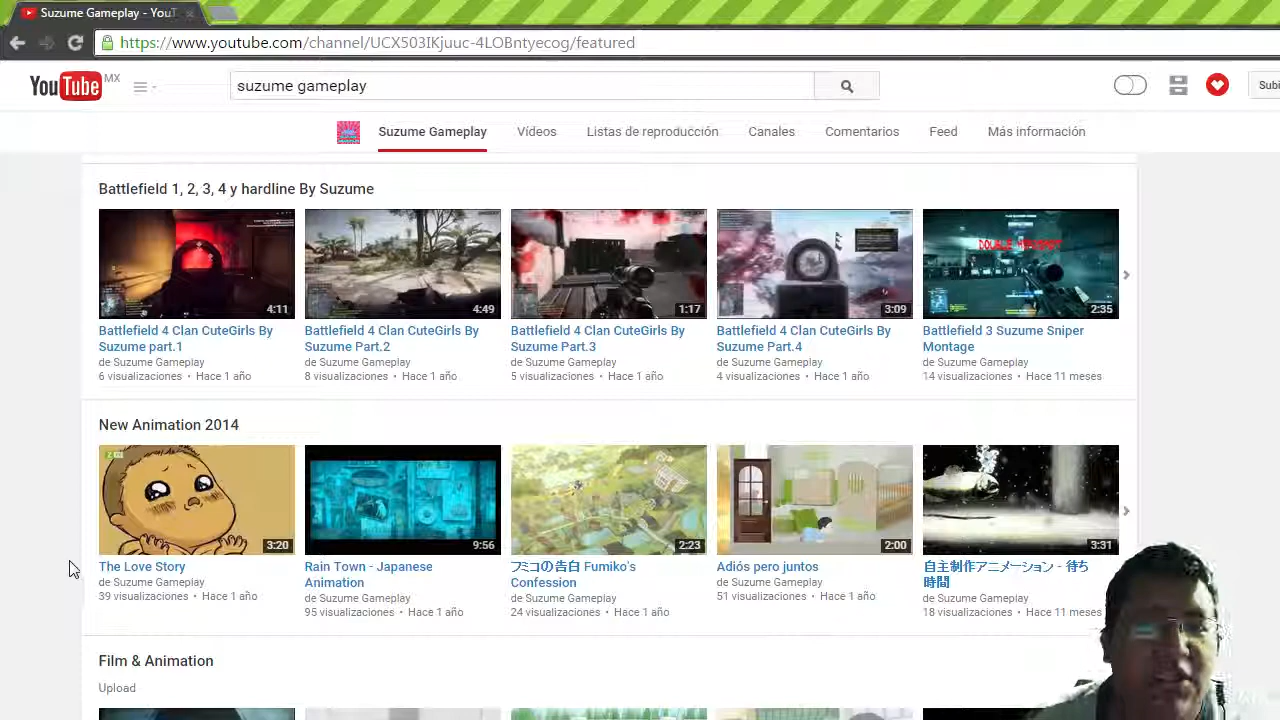 Suzume Gameplay - YouT
https://www.youtube.com/channel/UCX503IKjuuc-4LOBntyecog/featured
YouTube MX
suzume gameplay
Subi
Suzume Gameplay Vídeos Listas de reproducción Canales Comentarios Feed Más información
Battlefield 1, 2, 3, 4 y hardline By Suzume
DOUBLE
4:11 4:49 1:17 3:09 2:35
Battlefield 4 Clan CuteGirls By Suzume part.1
de Suzume Gameplay
6 visualizaciones • Hace 1 año
Battlefield 4 Clan CuteGirls By Suzume Part.2
de Suzume Gameplay
8 visualizaciones • Hace 1 año
Battlefield 4 Clan CuteGirls By Suzume Part.3
de Suzume Gameplay
5 visualizaciones • Hace 1 año
Battlefield 4 Clan CuteGirls By Suzume Part.4
de Suzume Gameplay
4 visualizaciones • Hace 1 año
Battlefield 3 Suzume Sniper Montage
de Suzume Gameplay
14 visualizaciones • Hace 11 meses
New Animation 2014
3:20 9:56 2:23 2:00 3:31
The Love Story
de Suzume Gameplay
39 visualizaciones • Hace 1 año
Rain Town - Japanese Animation
de Suzume Gameplay
95 visualizaciones • Hace 1 año
フミコの告白 Fumiko's Confession
de Suzume Gameplay
24 visualizaciones • Hace 1 año
Adiós pero juntos
de Suzume Gameplay
51 visualizaciones • Hace 1 año
自主制作アニメーション - 待ち時間
de Suzume Gameplay
18 visualizaciones • Hace 11 meses
Film & Animation
Upload